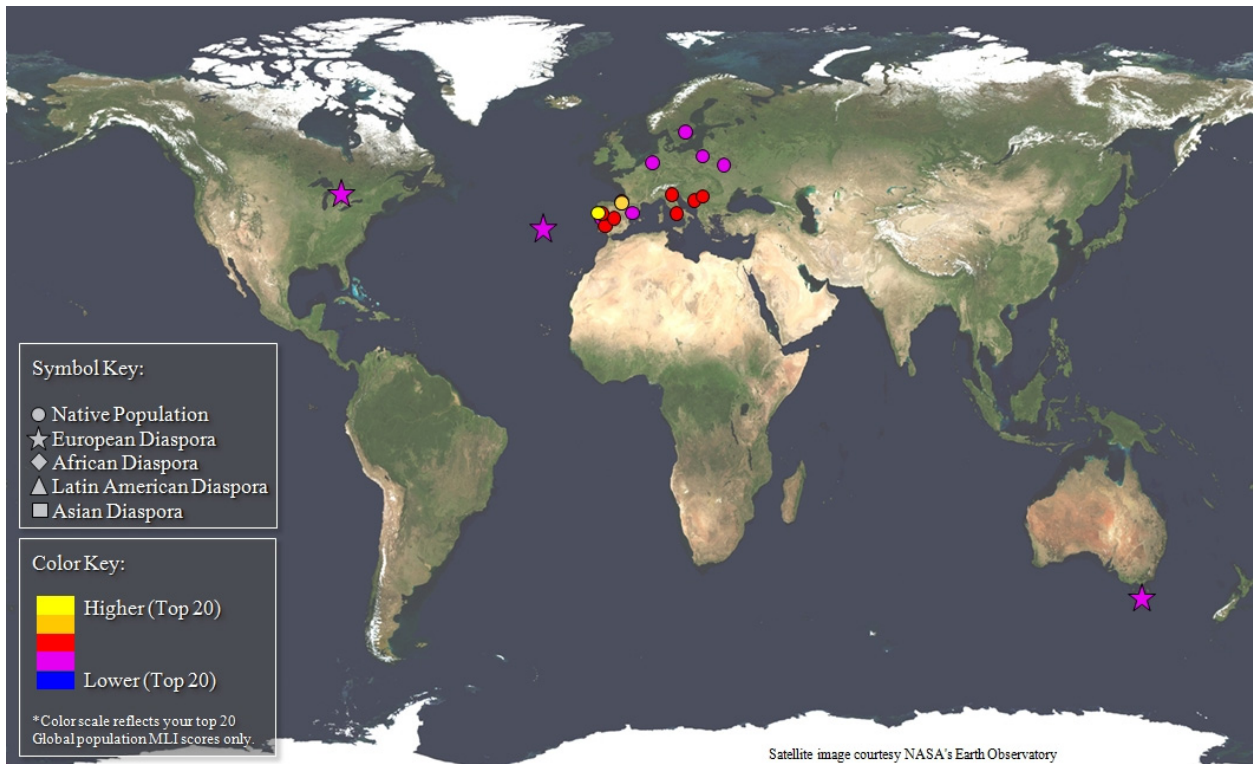 Symbol Key:
Native Population
European Diaspora
African Diaspora
Latin American Diaspora
Asian Diaspora
Color Key:
Higher (Top 20)
Lower (Top 20)
*Color scale reflects your top 20
Global population MLI scores only.
Satellite image courtesy NASA's Earth Observatory